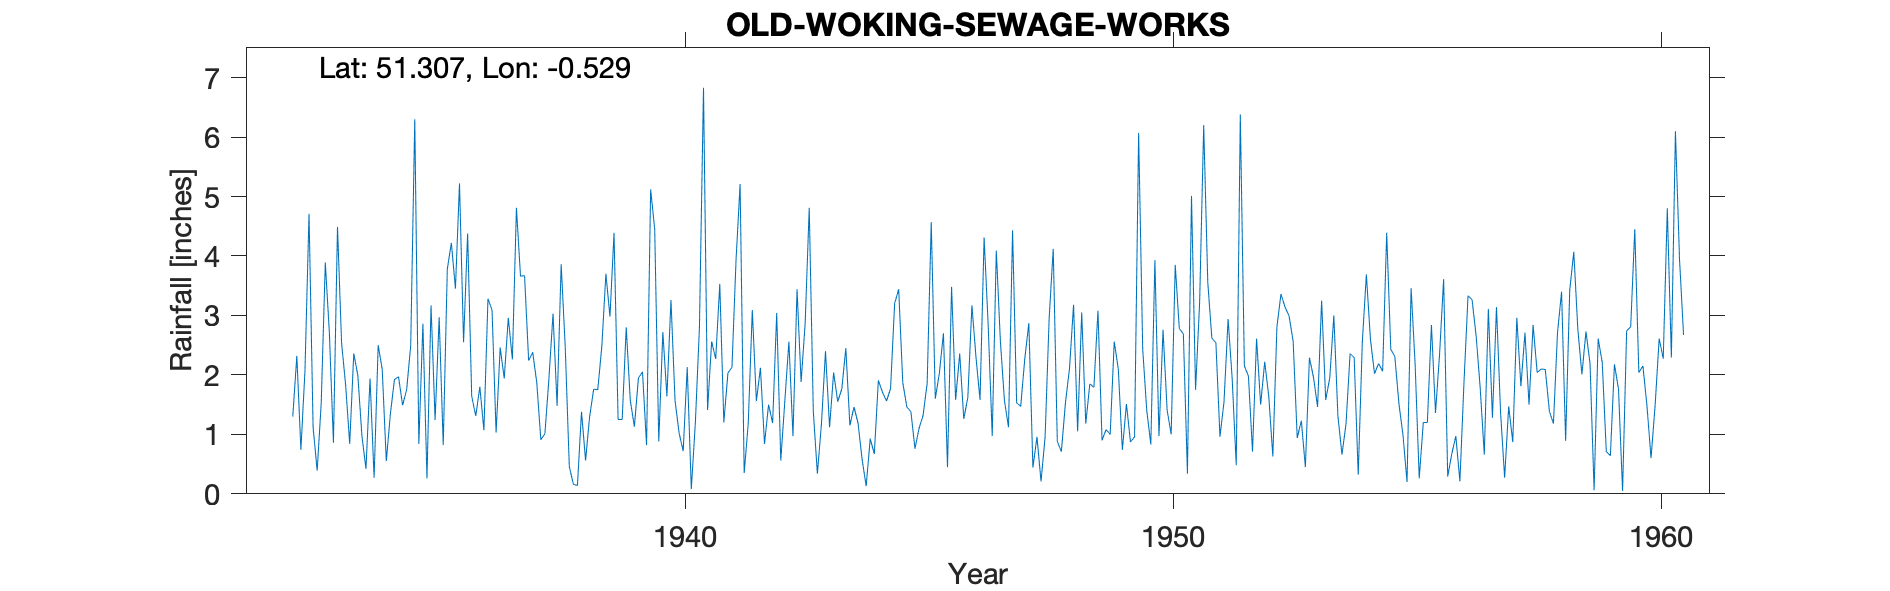 OLD-WOKING-SEWAGE-WORKS
Lat: 51.307, Lon: -0.529
7
6
5
4
3
2
1
0
Rainfall [inches]
1940
1950
1960
Year